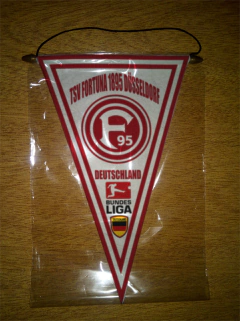 TSV FORTUNA 1895 DÜSSELDORF
F
95
DEUTSCHLAND
BUNDES
LIGA